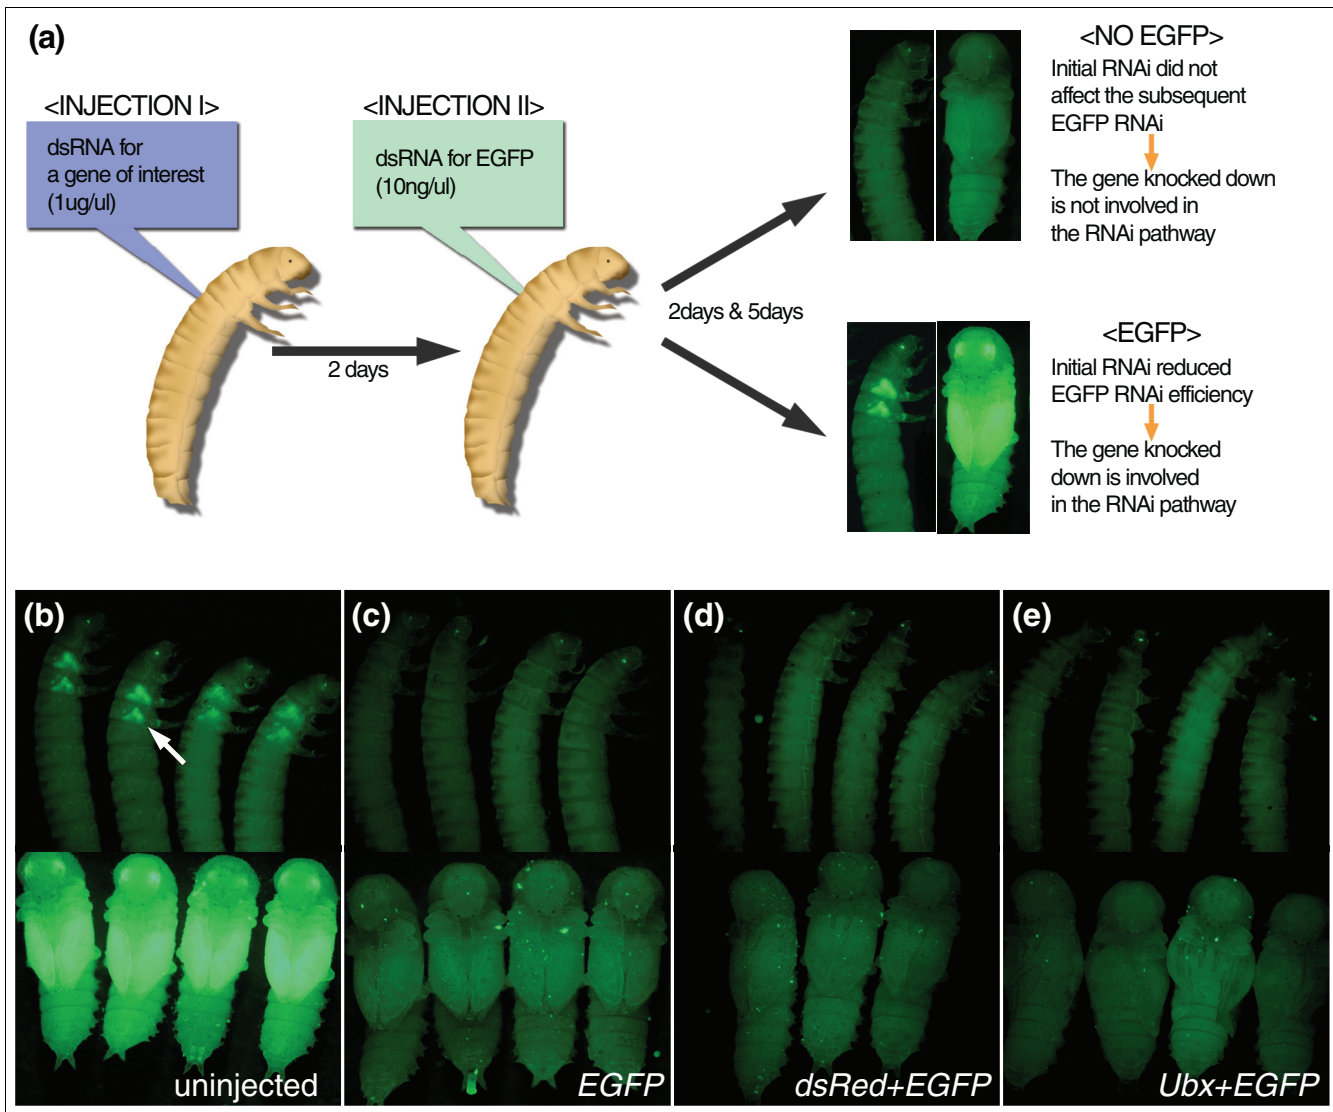 (a)
<INJECTION I>
dsRNA for
a gene of interest
(1ug/ul)
<INJECTION II>
dsRNA for EGFP
(10ng/ul)
2 days
2days & 5days
<NO EGFP>
Initial RNAi did not
affect the subsequent
EGFP RNAi
The gene knocked down
is not involved in
the RNAi pathway
<EGFP>
Initial RNAi reduced
EGFP RNAi efficiency
The gene knocked
down is involved
in the RNAi pathway
(b)
uninjected
(c)
EGFP
(d)
dsRed+EGFP
(e)
Ubx+EGFP